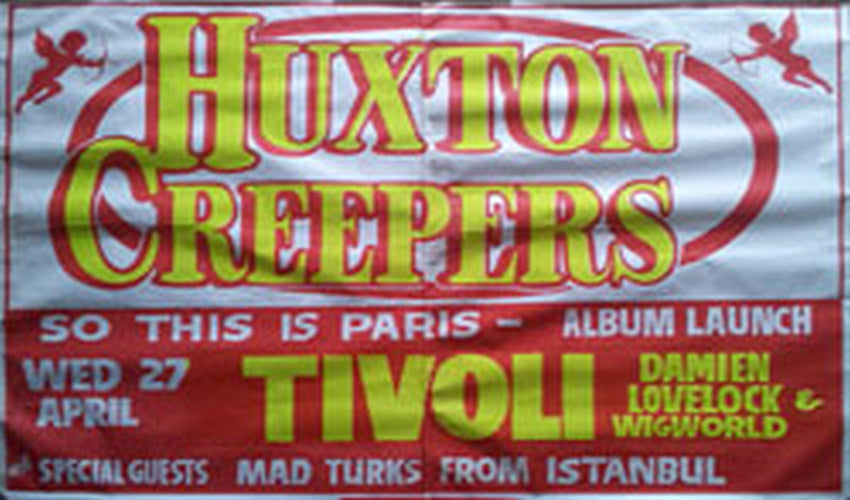 HUXTON
CREEPERS
SO THIS IS PARIS - ALBUM LAUNCH
WED 27 APRIL
TIVOLI
DAMIEN
LOVELOCK &
WIGWORLD
SPECIAL GUESTS MAD TURKS FROM ISTANBUL